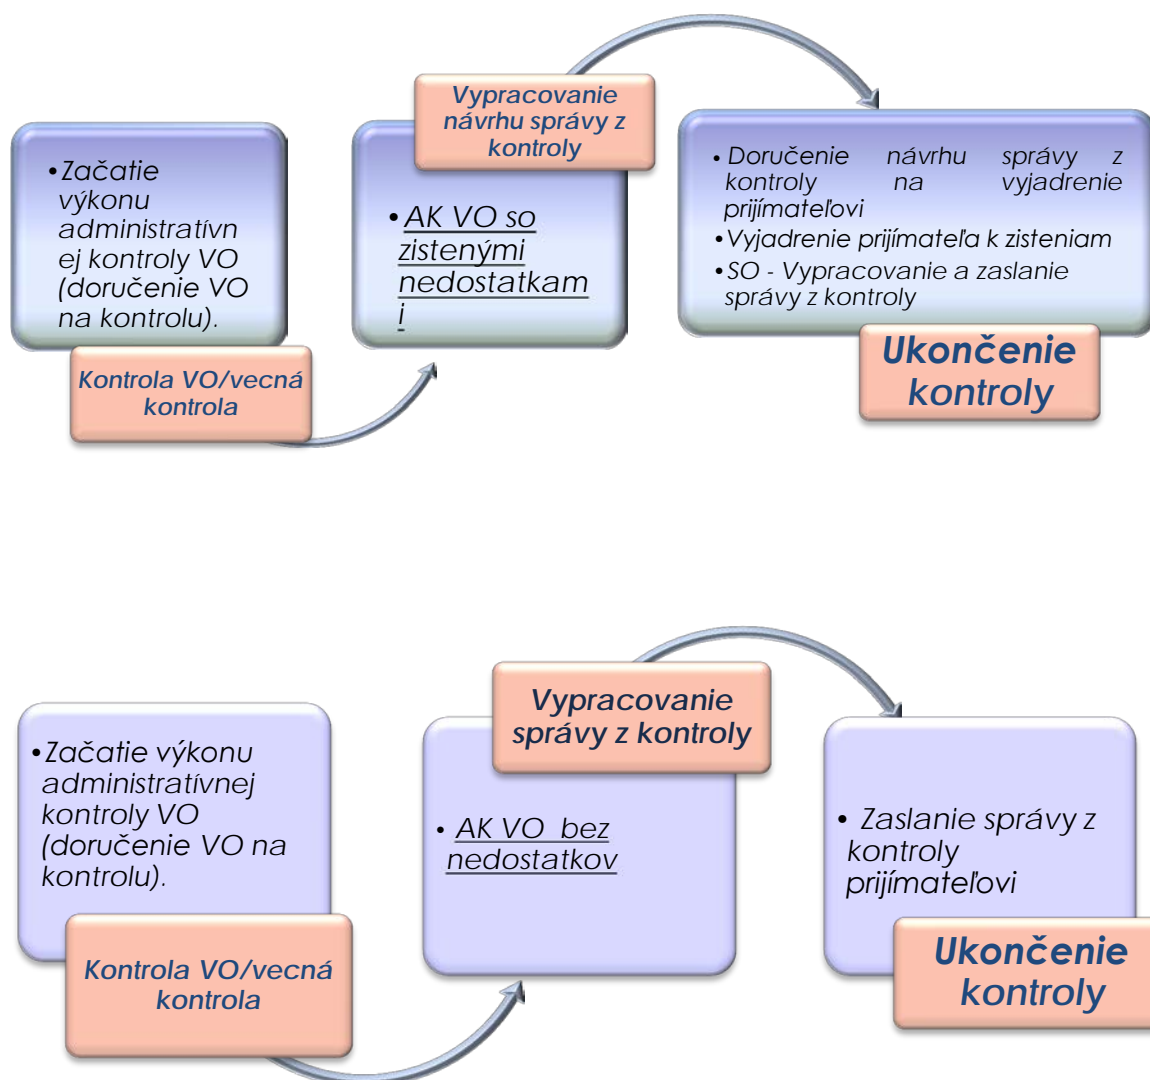 •Začatie
výkonu
administratívn
ej kontroly VO
(doručenie VO
na kontrolu).
Kontrola VO/vecná
kontrola
Vypracovanie
návrhu správy z
kontroly
•AK VO so
zistenými
nedostatkam
i
• Doručenie návrhu správy z
kontroly na vyjadrenie
prijímateľovi
•Vyjadrenie prijímateľa k zisteniam
• SO - Vypracovanie a zaslanie
správy z kontroly
Ukončenie
kontroly
•Začatie výkonu
administratívnej
kontroly VO
(doručenie VO na
kontrolu).
Kontrola VO/vecná
kontrola
Vypracovanie
správy z kontroly
• AK VO bez
nedostatkov
• Zaslanie správy z
kontroly
prijímateľovi
Ukončenie
kontroly